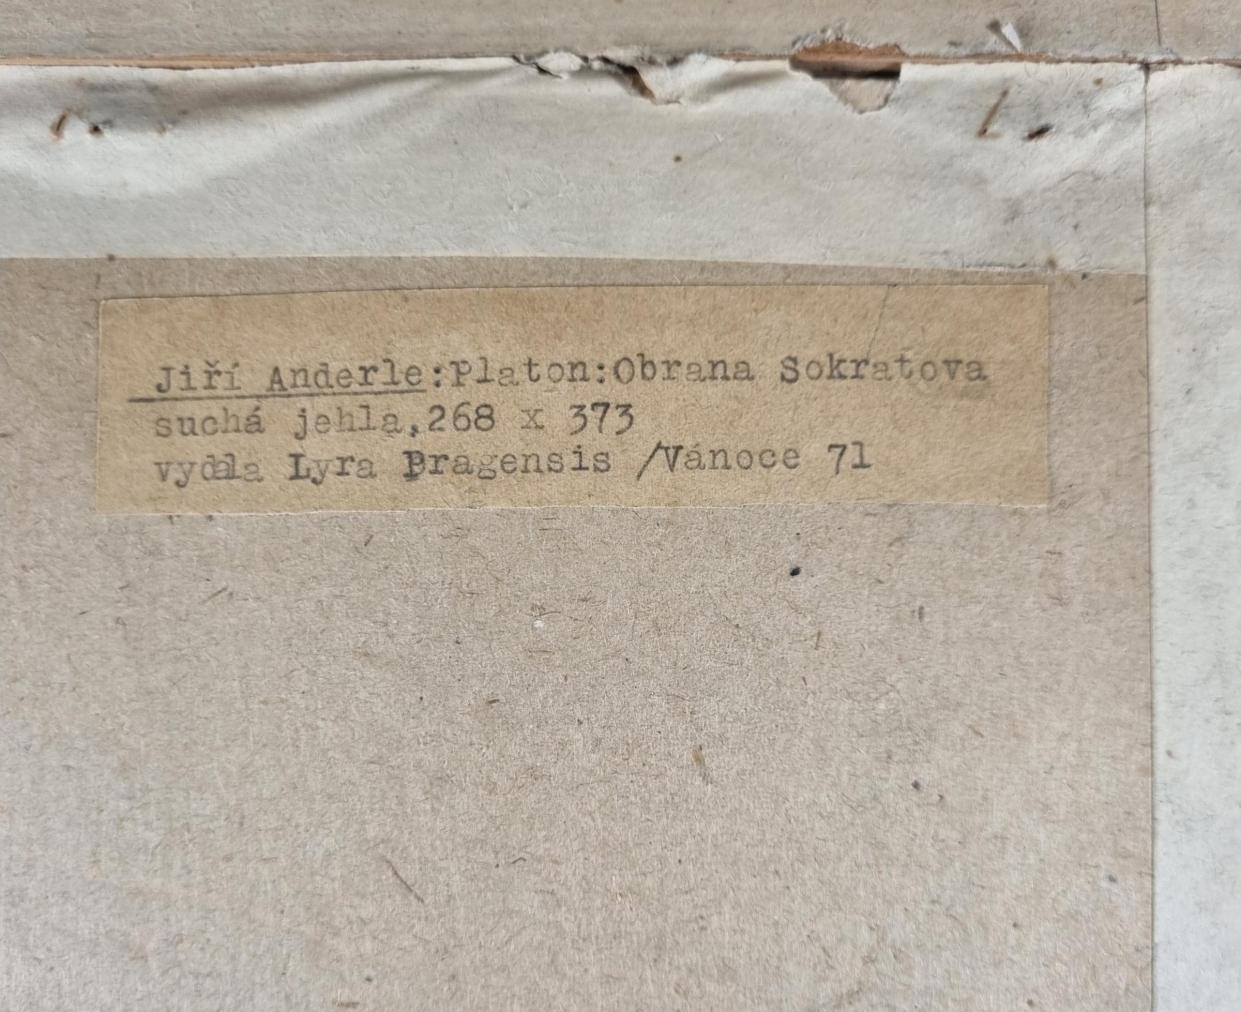 Jiří Anderle:Platon:Obrana Sokratova
suchá jehla,268 x 373
vydala Lyra Pragensis /Vánoce 71